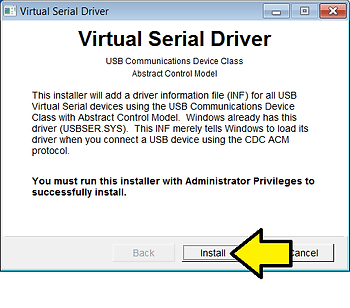 Virtual Serial Driver
Virtual Serial Driver
USB Communications Device Class
Abstract Control Model
This installer will add a driver information file (INF) for all USB
Virtual Serial devices using the USB Communications Device
Class with Abstract Control Model.  Windows already has this
driver (USBSER.SYS).  This INF merely tells Windows to load its
driver when you connect a USB device using the CDC ACM
protocol.
You must run this installer with Administrator Privileges to
successfully install.
Back
Install
Cancel